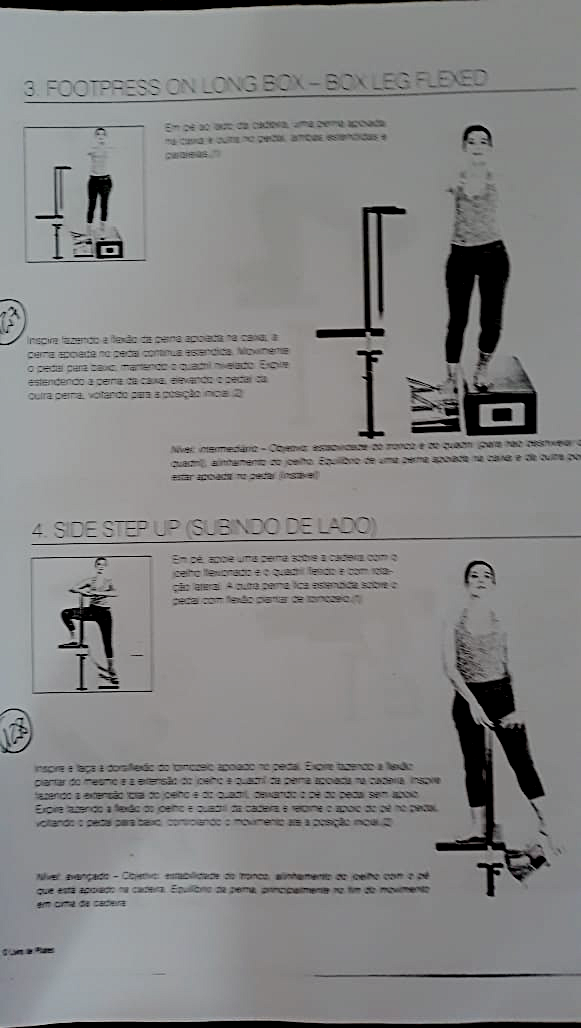 3. FOOTPRESS ON LONG BOX – BOX LEG FLEXED
Em pé ao lado da cadeira, uma perna apoiada
na caixa e outra no pedal, ambas estendidas e
paralelas.(1)
Inspire fazendo a flexão da perna apoiada na caixa, a
perna apoiada no pedal continua estendida. Movimente
o pedal para baixo, mantendo o quadril nivelado. Expire
estendendo a perna da caixa, elevando o pedal da
outra perna, voltando para a posição inicial.(2)
Nível: intermediário – Objetivo: estabilidade do tronco e do quadril (para não desnivelar o
quadril), alinhamento do joelho. Equilíbrio de uma perna apoiada na caixa e da outra por
estar apoiada no pedal (instável)
4. SIDE STEP UP (SUBINDO DE LADO)
Em pé, apoie uma perna sobre a cadeira com o
joelho flexionado e o quadril fletido e com rota-
ção lateral. A outra perna fica estendida sobre o
pedal com flexão plantar de tornozelo.(1)
Inspire e faça a dorsiflexão do tornozelo apoiado no pedal. Expire fazendo a flexão
plantar do mesmo e a extensão do joelho e quadril da perna apoiada na cadeira. Inspire
fazendo a extensão total do joelho e do quadril, deixando o pé do pedal sem apoio.
Expire fazendo a flexão do joelho e quadril da cadeira e retome o apoio do pé no pedal,
voltando o pedal para baixo, controlando o movimento até a posição inicial.(2)
Nível: avançado – Objetivo: estabilidade do tronco, alinhamento do joelho com o pé
que está apoiado na cadeira. Equilíbrio da perna, principalmente no fim do movimento
em cima da cadeira
O Livro de Pilates